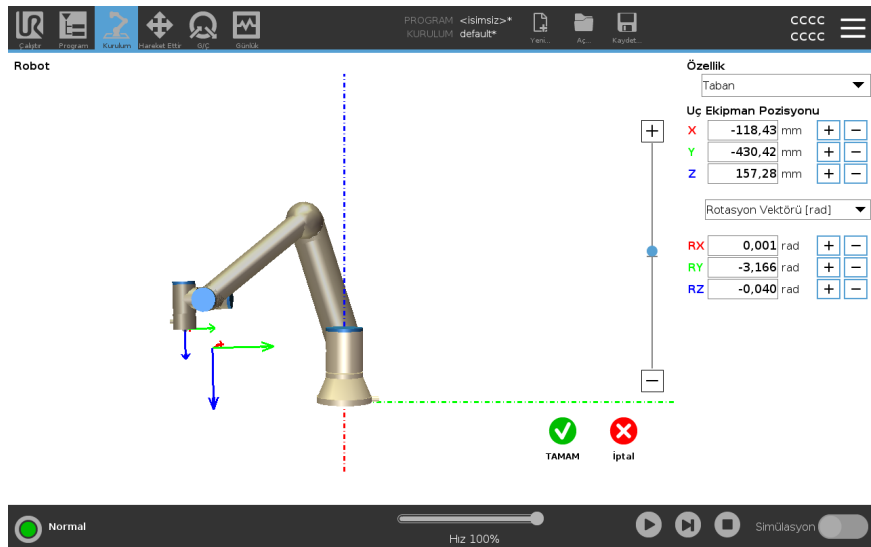 PROGRAM <isimsiz>*
KURULUM default*
CCCC
CCCC
Çalıştır
Program
Kurulum
Hareket Ettir
G/Ç
Günlük
Yeni...
Aç...
Kaydet...
Robot
Özellik
Taban
Uç Ekipman Pozisyonu
X -118,43 mm + −
Y -430,42 mm + −
Z 157,28 mm + −
Rotasyon Vektörü [rad]
RX 0,001 rad + −
RY -3,166 rad + −
RZ -0,040 rad + −
TAMAM
İptal
Normal
Hız 100%
Simülasyon